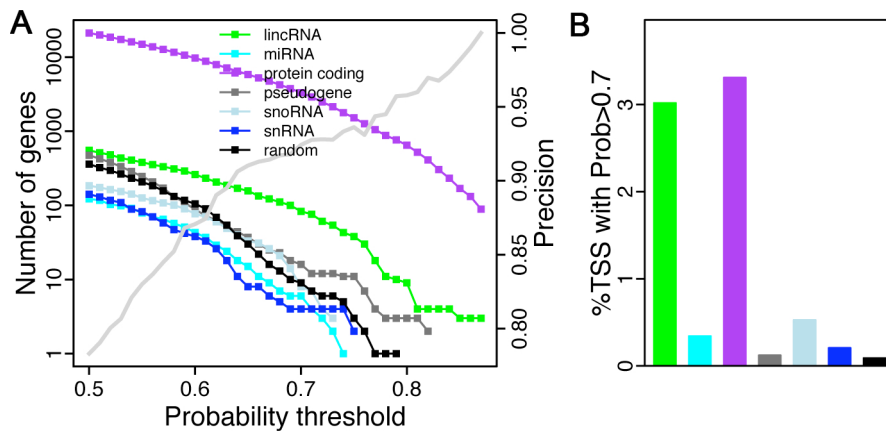 A
lincRNA
miRNA
protein coding
pseudogene
snoRNA
snRNA
random
Number of genes
10000
1000
100
10
1
0.5
0.6
0.7
0.8
Probability threshold
1.00
0.95
0.90
0.85
0.80
Precision
B
%TSS with Prob>0.7
3
2
1
0